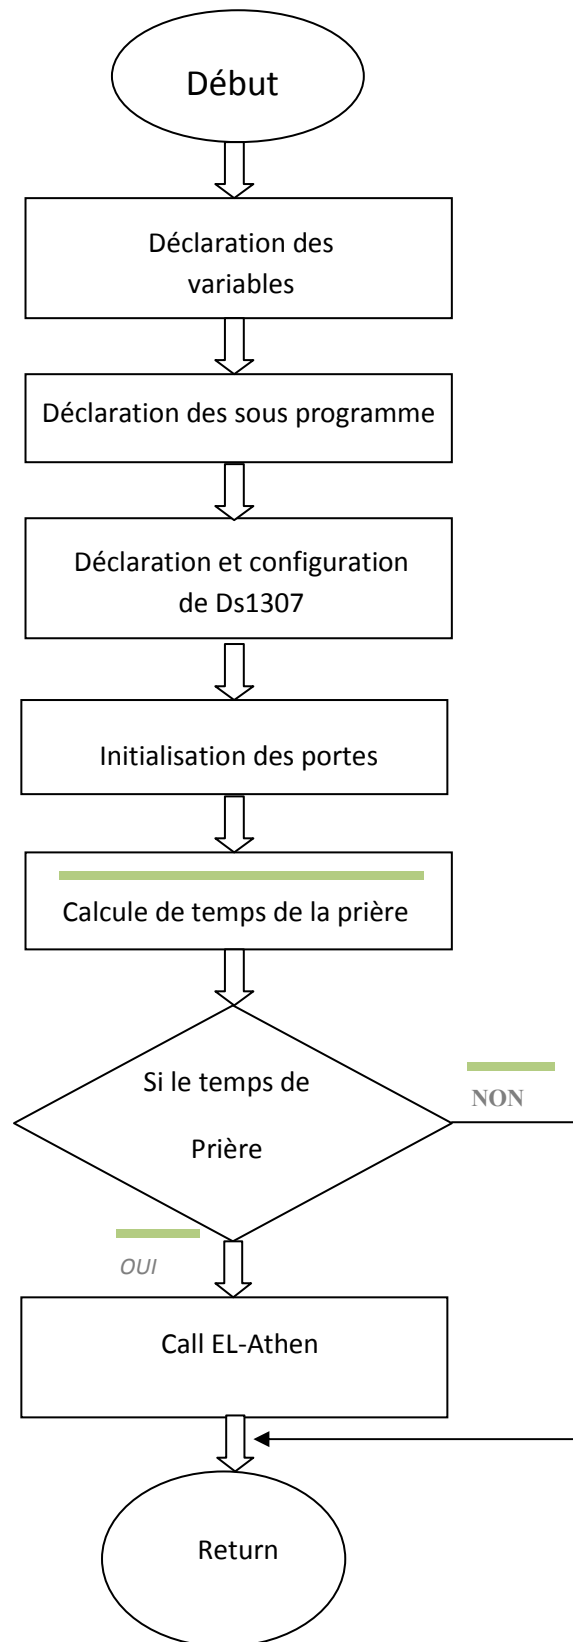 Début
Déclaration des
variables
Déclaration des sous programme
Déclaration et configuration
de Ds1307
Initialisation des portes
Calcule de temps de la prière
Si le temps de
Prière
NON
OUI
Call EL-Athen
Return